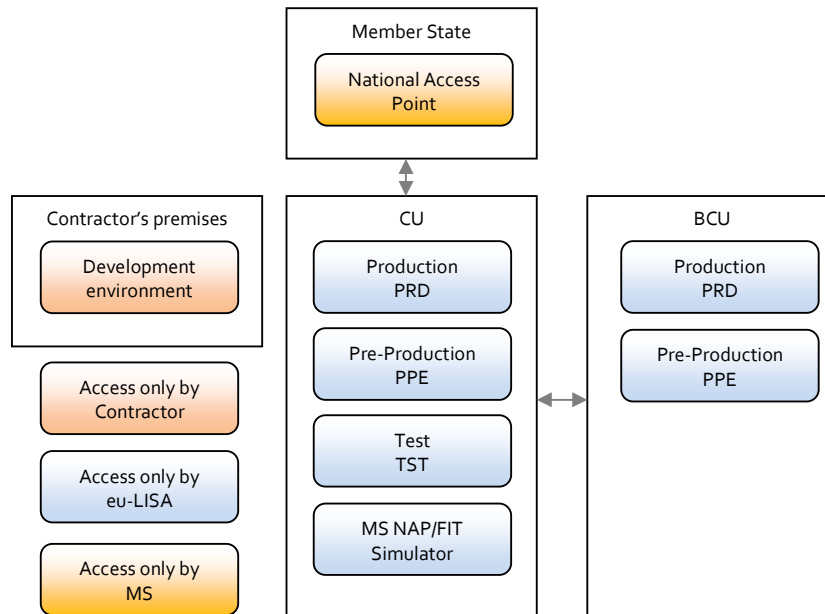 Member State
National Access
Point
Contractor's premises
Development
environment
Access only by
Contractor
Access only by
eu-LISA
Access only by
MS
CU
Production
PRD
Pre-Production
PPE
Test
TST
MS NAP/FIT
Simulator
BCU
Production
PRD
Pre-Production
PPE